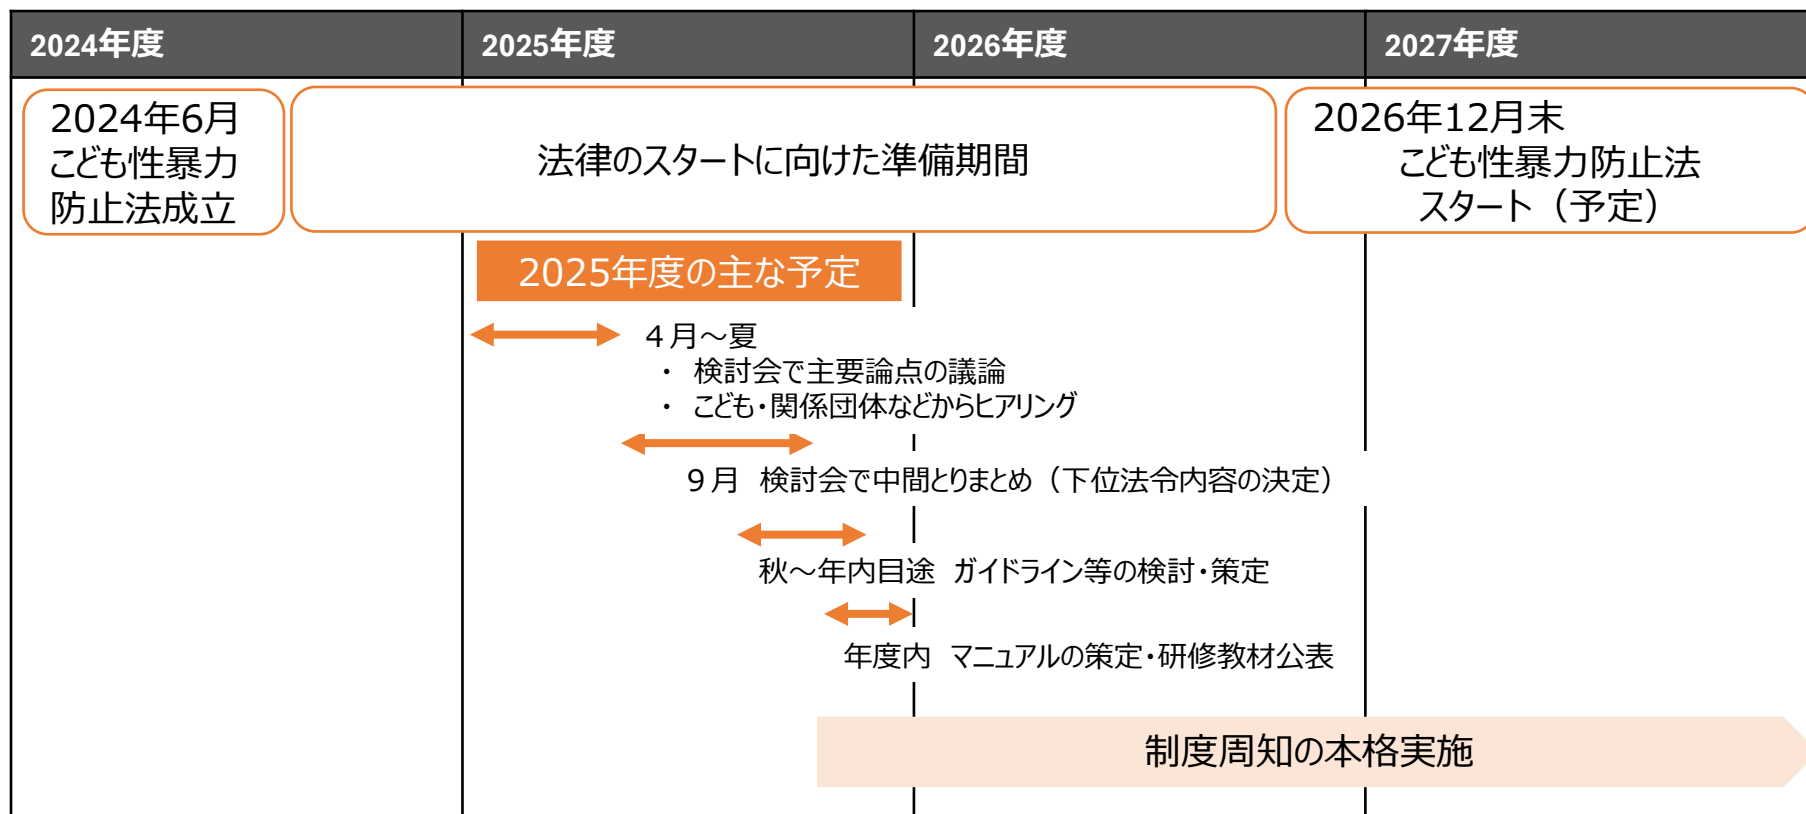 2024年度
2025年度
2026年度
2027年度
2024年6月
こども性暴力
防止法成立
法律のスタートに向けた準備期間
2026年12月末
こども性暴力防止法
スタート（予定）
2025年度の主な予定
４月～夏
・ 検討会で主要論点の議論
・ こども・関係団体などからヒアリング
９月 検討会で中間とりまとめ（下位法令内容の決定）
秋～年内目途 ガイドライン等の検討・策定
年度内 マニュアルの策定・研修教材公表
制度周知の本格実施